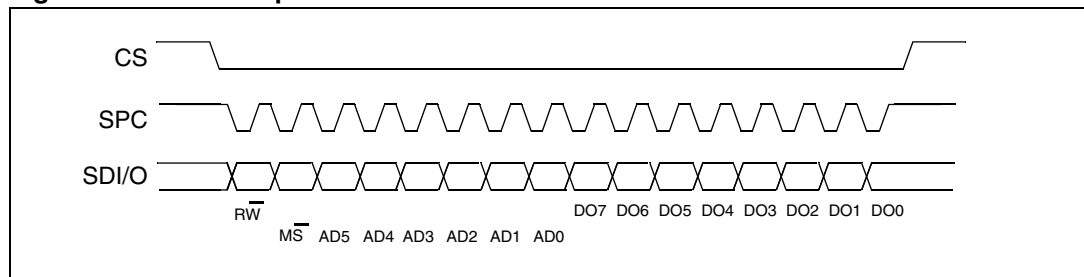 CS
SPC
SDI/O
RW
DO7 DO6 DO5 DO4 DO3 DO2 DO1 DO0
MS AD5 AD4 AD3 AD2 AD1 AD0